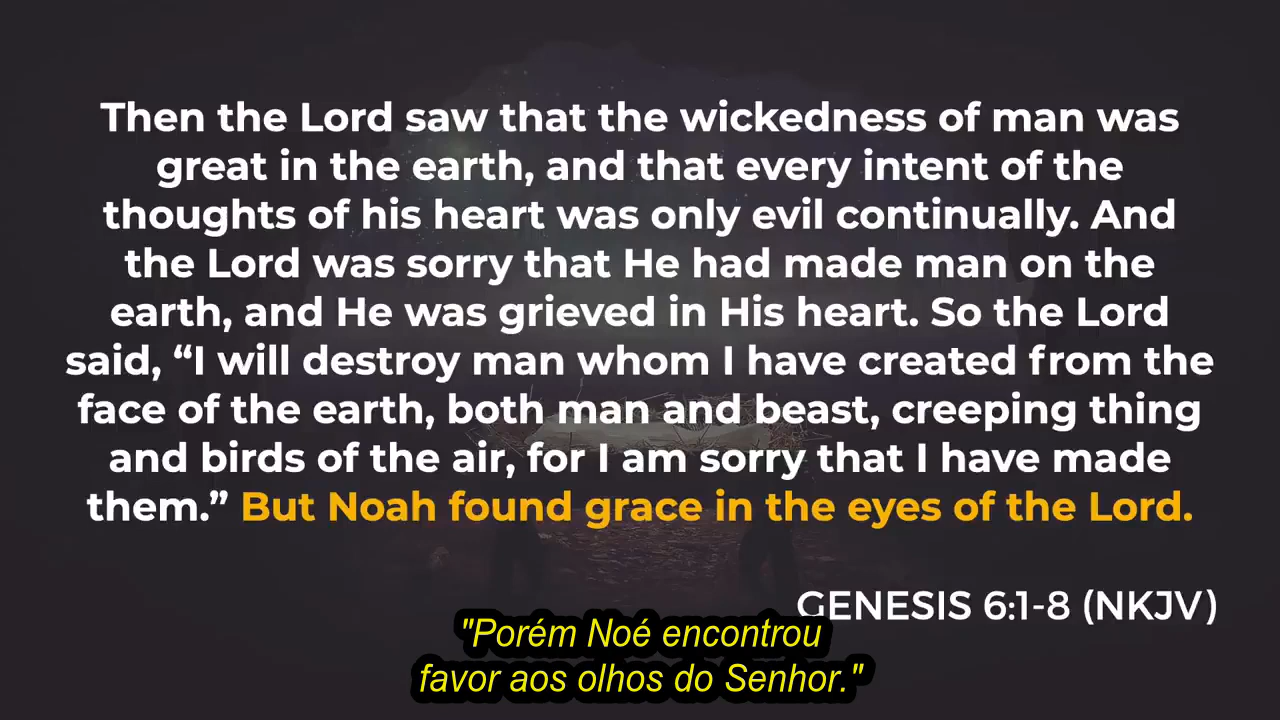 Then the Lord saw that the wickedness of man was
great in the earth, and that every intent of the
thoughts of his heart was only evil continually. And
the Lord was sorry that He had made man on the
earth, and He was grieved in His heart. So the Lord
said, “I will destroy man whom I have created from the
face of the earth, both man and beast, creeping thing
and birds of the air, for I am sorry that I have made
them.” But Noah found grace in the eyes of the Lord.
GENESIS 6:1-8 (NKJV)
"Porém Noé encontrou
favor aos olhos do Senhor."